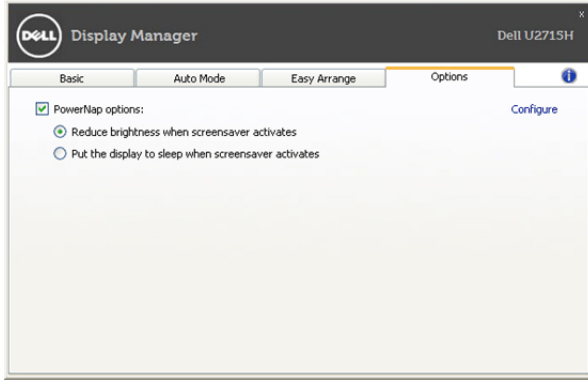 x
DELL Display Manager Dell U2715H
Basic Auto Mode Easy Arrange Options i
PowerNap options: Configure
Reduce brightness when screensaver activates
Put the display to sleep when screensaver activates